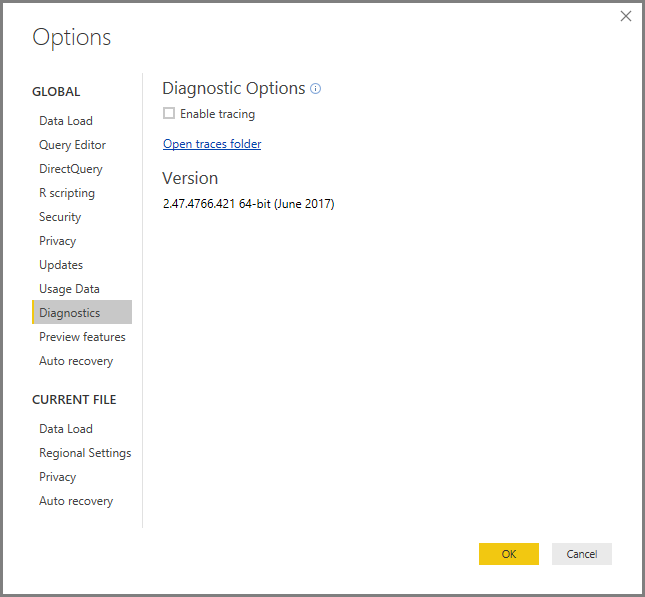 Options
GLOBAL
Data Load
Query Editor
DirectQuery
R scripting
Security
Privacy
Updates
Usage Data
Diagnostics
Preview features
Auto recovery
CURRENT FILE
Data Load
Regional Settings
Privacy
Auto recovery
Diagnostic Options
Enable tracing
Open traces folder
Version
2.47.4766.421 64-bit (June 2017)
OK
Cancel